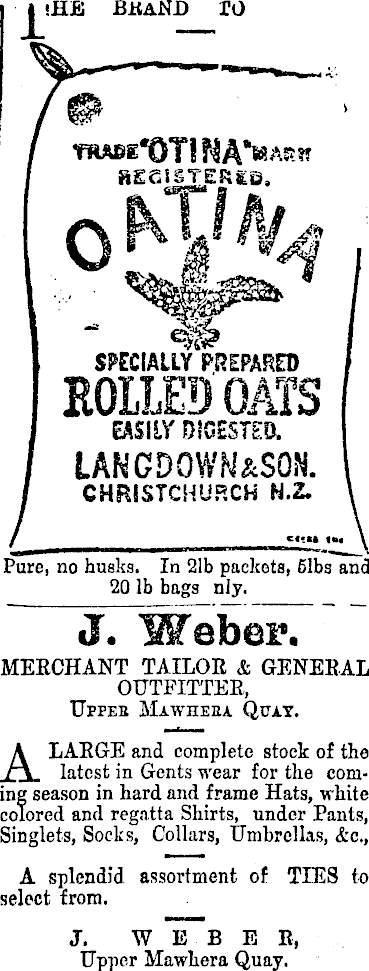 THE BRAND TO
TRADE "OTINA" MARK
REGISTERED.
OATINA
SPECIALLY PREPARED
ROLLED OATS
EASILY DIGESTED.
LANGDOWN & SON.
CHRISTCHURCH N.Z.
Pure, no husks. In 2lb packets, 5lbs and
20 lb bags nly.
J. Weber.
MERCHANT TAILOR & GENERAL
OUTFITTER,
UPPER MAWHERA QUAY.
A LARGE and complete stock of the
latest in Gents wear for the com-
ing season in hard and frame Hats, white
colored and regatta Shirts, under Pants,
Singlets, Socks, Collars, Umbrellas, &c.,
A splendid assortment of TIES to
select from.
J. WEBER,
Upper Mawhera Quay.